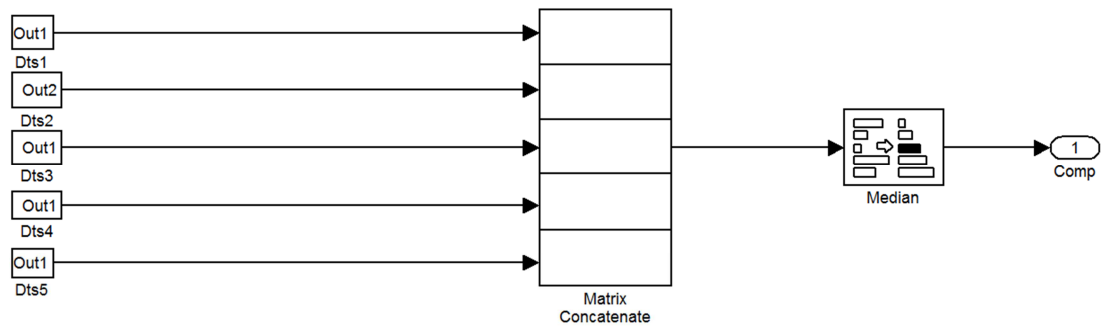 Out1
Dts1
Out2
Dts2
Out1
Dts3
Out1
Dts4
Out1
Dts5
Matrix
Concatenate
Median
1
Comp